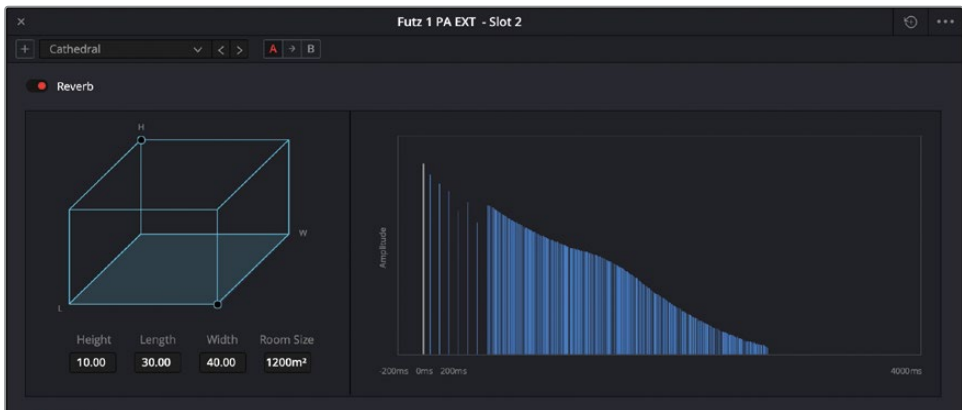 Futz 1 PA EXT - Slot 2
Cathedral
A
B
Reverb
H
W
L
Height Length Width Room Size
10.00 30.00 40.00 1200m²
Amplitude
-200ms 0ms 200ms 4000ms